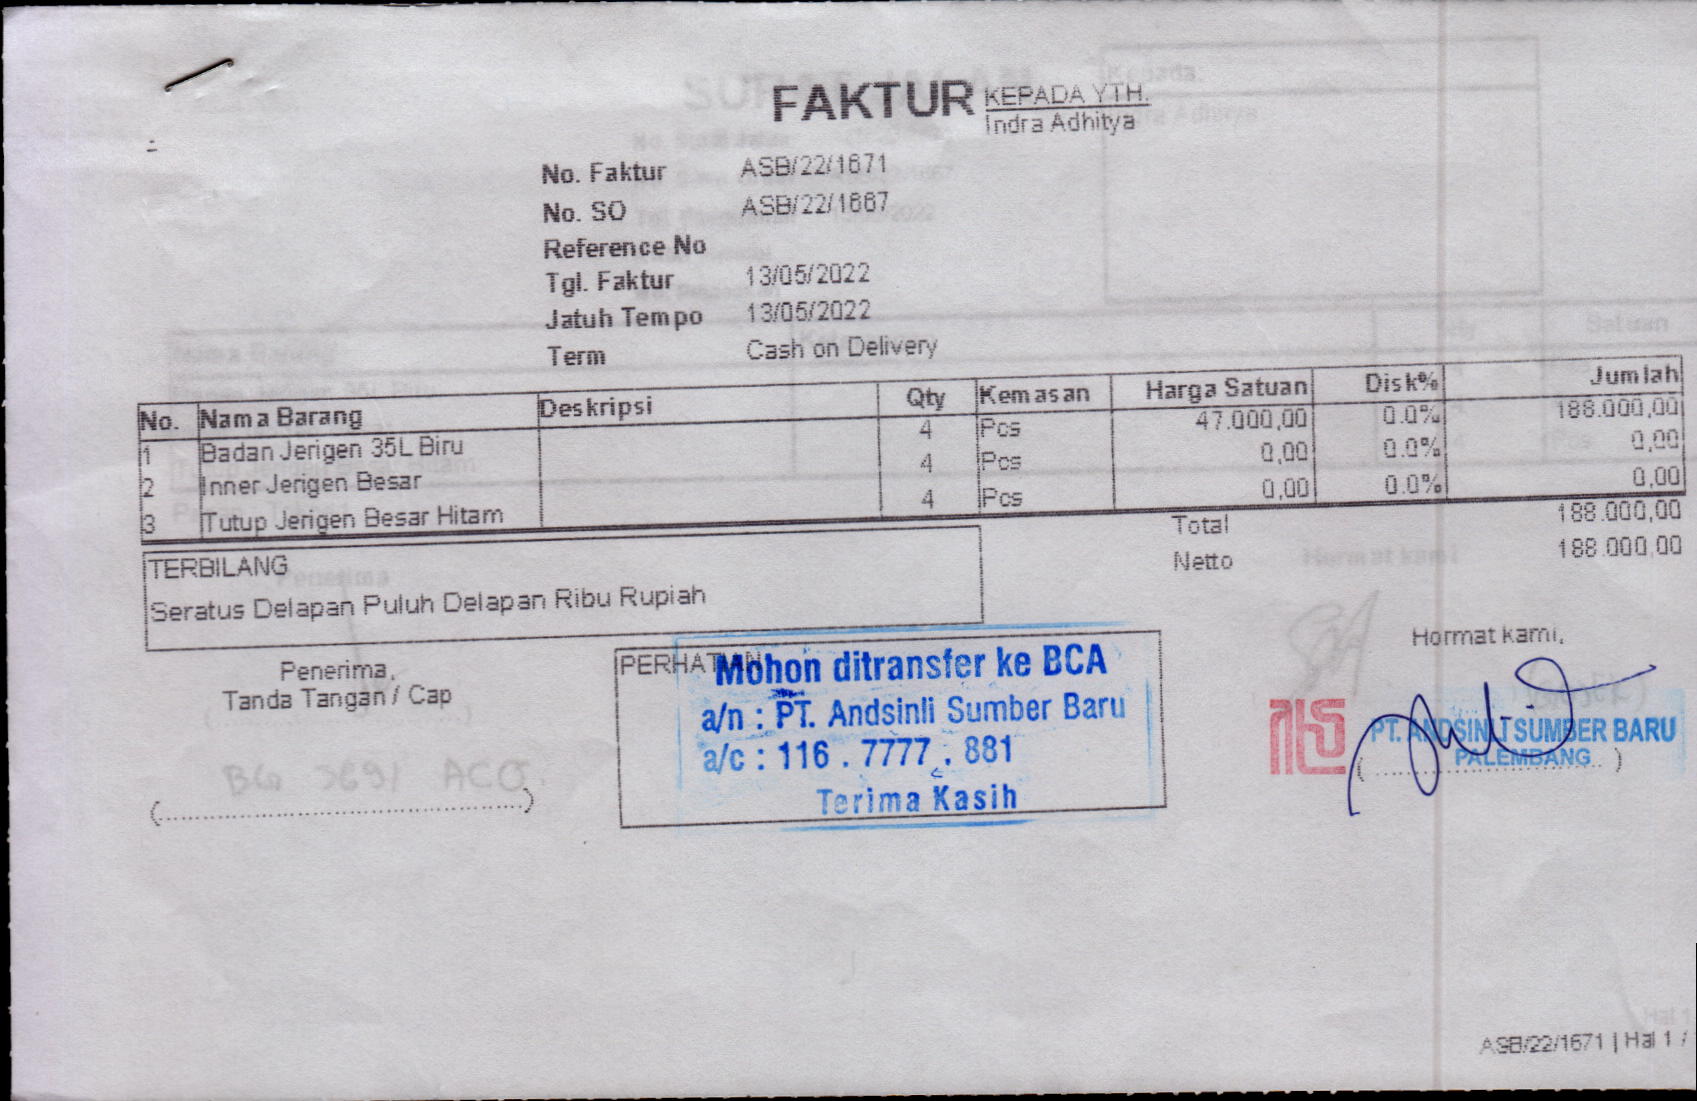 FAKTUR
KEPADA YTH.
Indra Adhitya
No. Faktur ASB/22/1671
No. SO ASB/22/1667
Reference No
Tgl. Faktur 13/05/2022
Jatuh Tempo 13/05/2022
Term Cash on Delivery
No. Nama Barang Deskripsi Qty Kemasan Harga Satuan Disk% Jumlah
1 Badan Jerigen 35L Biru 4 Pcs 47.000,00 0.0% 188.000,00
2 Inner Jerigen Besar 4 Pcs 0,00 0.0% 0,00
3 Tutup Jerigen Besar Hitam 4 Pcs 0,00 0.0% 0,00
Total 188.000,00
Netto 188.000,00
TERBILANG
Seratus Delapan Puluh Delapan Ribu Rupiah
Penerima,
Tanda Tangan / Cap
(........................................)
PERHATIAN
Mohon ditransfer ke BCA
a/n : PT. Andsinli Sumber Baru
a/c : 116 . 7777 . 881
Terima Kasih
Hormat kami,
PT. ANDSINLI SUMBER BARU
PALEMBANG
(........................................)
ASB/22/1671 | Hal 1 /